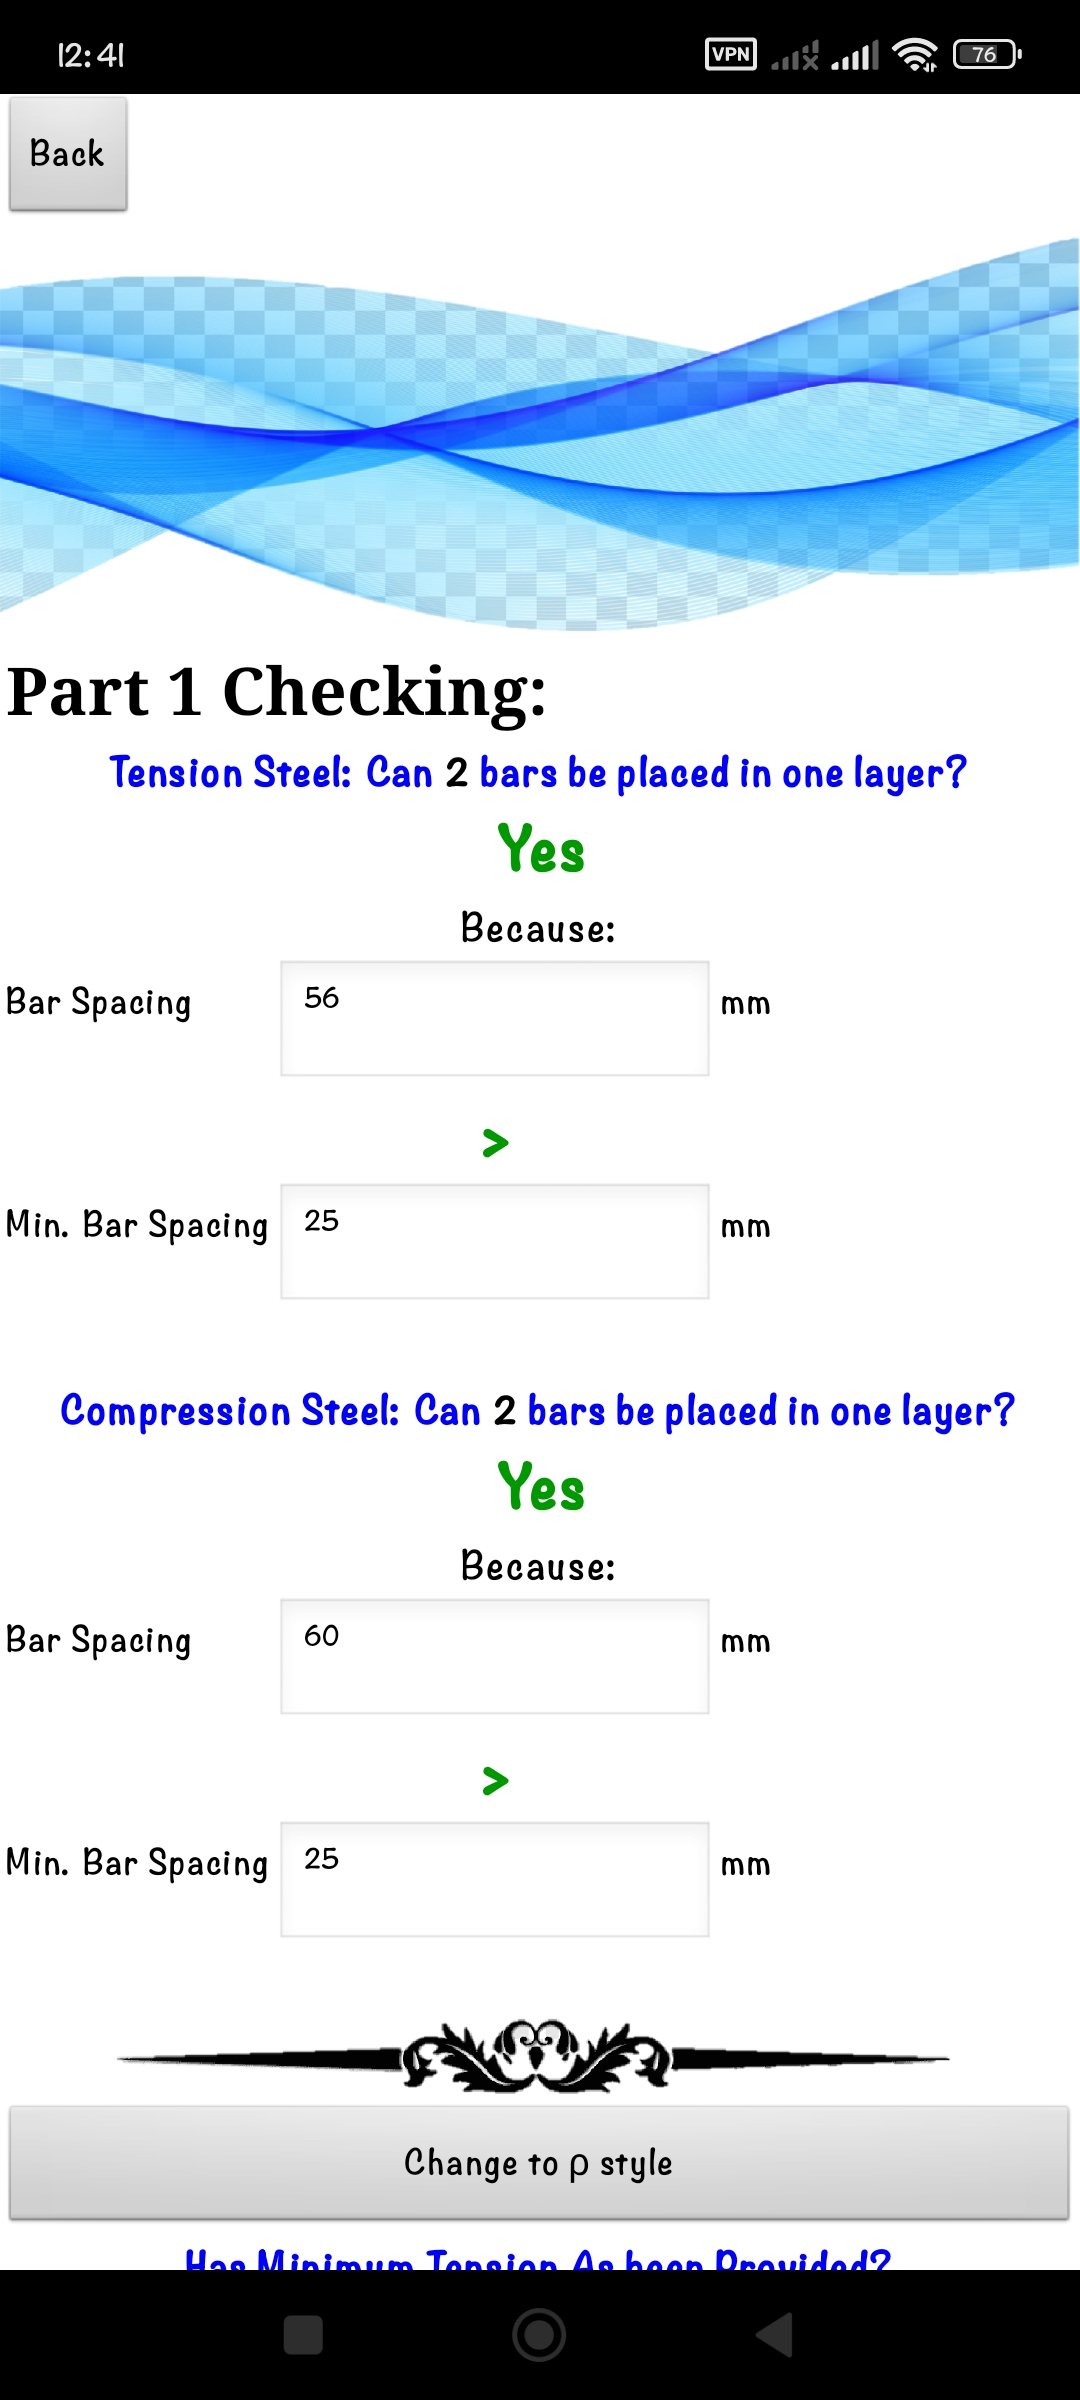 12:41
VPN
76
Back
Part 1 Checking:
Tension Steel: Can 2 bars be placed in one layer?
Yes
Because:
Bar Spacing 56 mm
>
Min. Bar Spacing 25 mm
Compression Steel: Can 2 bars be placed in one layer?
Yes
Because:
Bar Spacing 60 mm
>
Min. Bar Spacing 25 mm
Change to ρ style
Has Minimum Tension As been Provided?